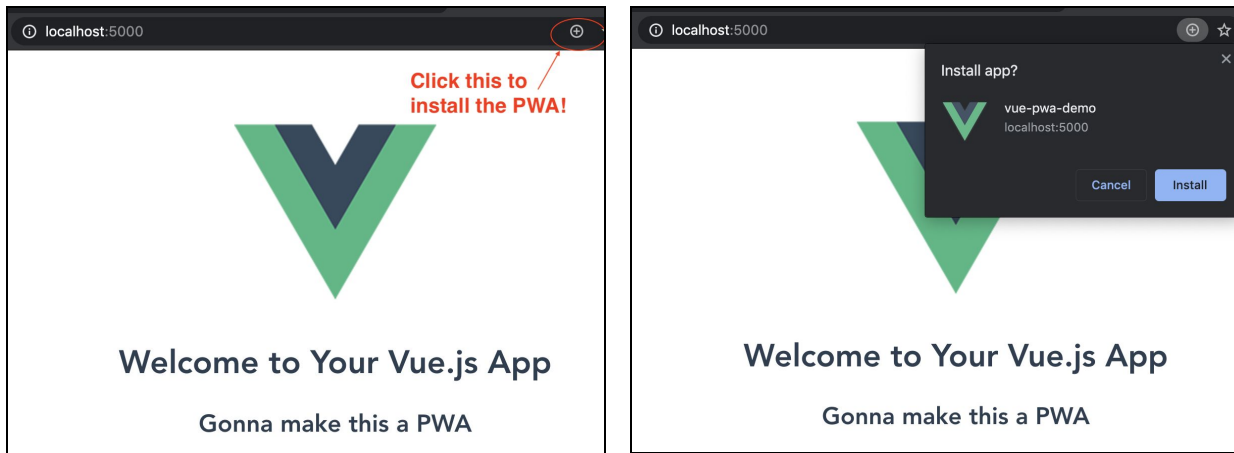 localhost:5000
Click this to
install the PWA!
Welcome to Your Vue.js App
Gonna make this a PWA
localhost:5000
Install app?
vue-pwa-demo
localhost:5000
Cancel Install
Welcome to Your Vue.js App
Gonna make this a PWA